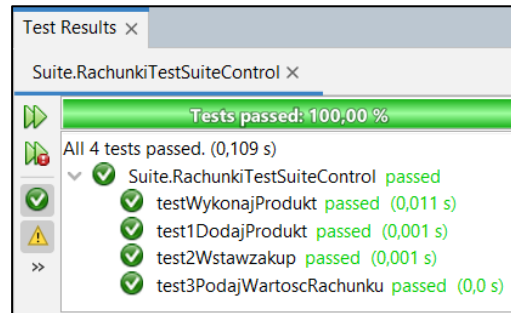 Test Results ×
Suite.RachunkiTestSuiteControl ×
Tests passed: 100,00 %
All 4 tests passed. (0,109 s)
Suite.RachunkiTestSuiteControl passed
testWykonajProdukt passed (0,011 s)
test1DodajProdukt passed (0,001 s)
test2Wstawzakup passed (0,001 s)
test3PodajWartoscRachunku passed (0,0 s)